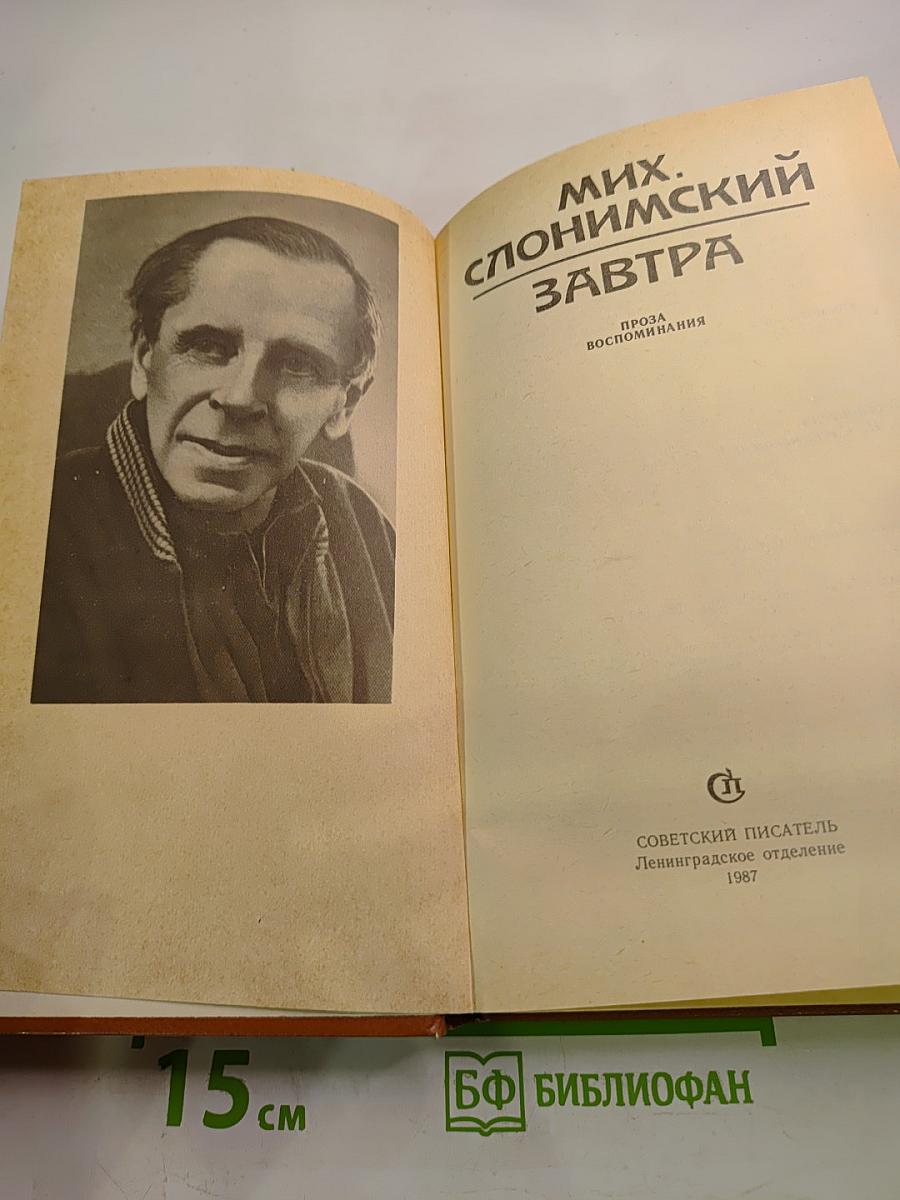 МИХ.
СЛОНИМСКИЙ
ЗАВТРА
ПРОЗА
ВОСПОМИНАНИЯ
СП
СОВЕТСКИЙ ПИСАТЕЛЬ
Ленинградское отделение
1987
15 см
БФ БИБЛИОФАН